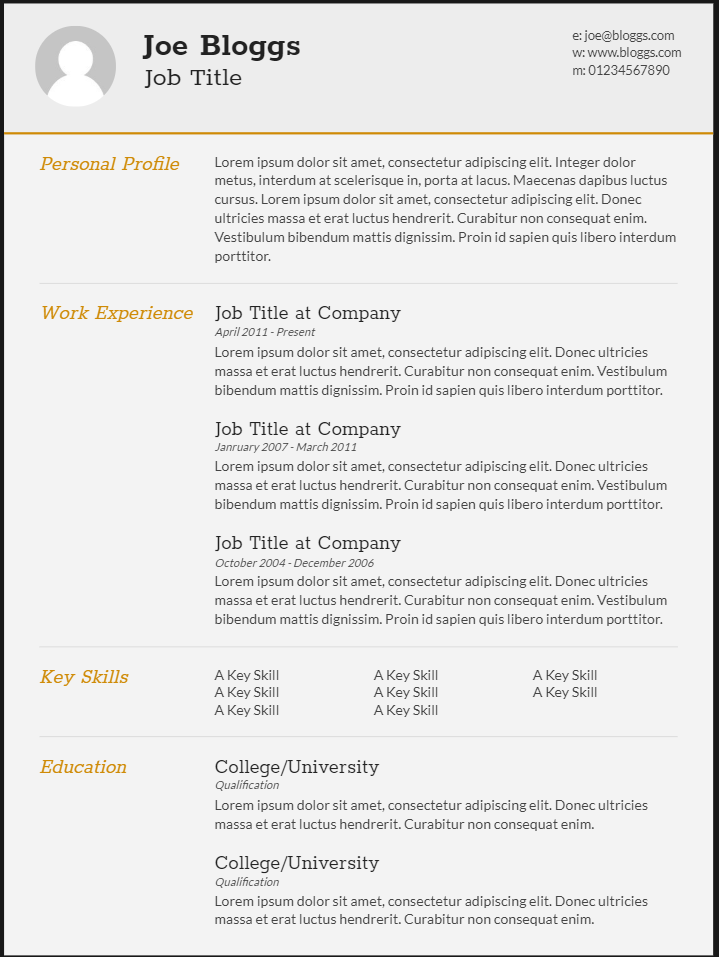 Joe Bloggs
Job Title
e: joe@bloggs.com
w: www.bloggs.com
m: 01234567890
Personal Profile
Lorem ipsum dolor sit amet, consectetur adipiscing elit. Integer dolor
metus, interdum at scelerisque in, porta at lacus. Maecenas dapibus luctus
cursus. Lorem ipsum dolor sit amet, consectetur adipiscing elit. Donec
ultricies massa et erat luctus hendrerit. Curabitur non consequat enim.
Vestibulum bibendum mattis dignissim. Proin id sapien quis libero interdum
porttitor.
Work Experience
Job Title at Company
April 2011 - Present
Lorem ipsum dolor sit amet, consectetur adipiscing elit. Donec ultricies
massa et erat luctus hendrerit. Curabitur non consequat enim. Vestibulum
bibendum mattis dignissim. Proin id sapien quis libero interdum porttitor.
Job Title at Company
Janruary 2007 - March 2011
Lorem ipsum dolor sit amet, consectetur adipiscing elit. Donec ultricies
massa et erat luctus hendrerit. Curabitur non consequat enim. Vestibulum
bibendum mattis dignissim. Proin id sapien quis libero interdum porttitor.
Job Title at Company
October 2004 - December 2006
Lorem ipsum dolor sit amet, consectetur adipiscing elit. Donec ultricies
massa et erat luctus hendrerit. Curabitur non consequat enim. Vestibulum
bibendum mattis dignissim. Proin id sapien quis libero interdum porttitor.
Key Skills
A Key Skill A Key Skill A Key Skill
A Key Skill A Key Skill A Key Skill
A Key Skill A Key Skill
Education
College/University
Qualification
Lorem ipsum dolor sit amet, consectetur adipiscing elit. Donec ultricies
massa et erat luctus hendrerit. Curabitur non consequat enim.
College/University
Qualification
Lorem ipsum dolor sit amet, consectetur adipiscing elit. Donec ultricies
massa et erat luctus hendrerit. Curabitur non consequat enim.